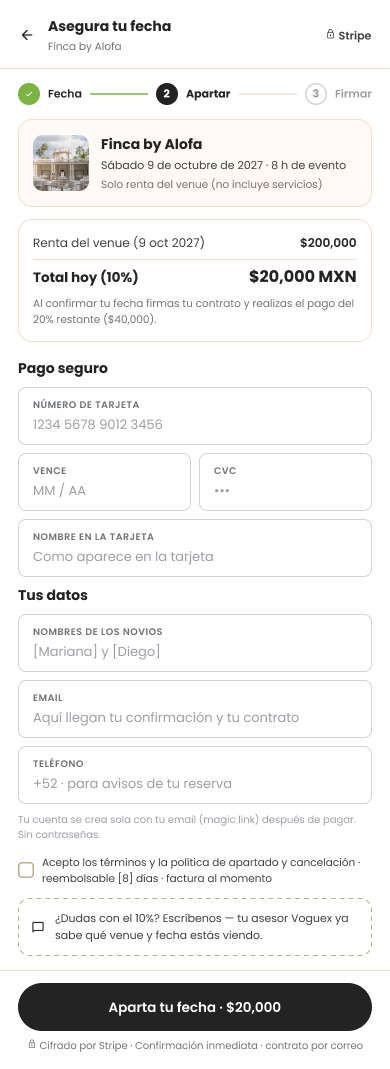 Asegura tu fecha
Finca by Alofa
Stripe
Fecha
2
Apartar
3
Firmar
Finca by Alofa
Sábado 9 de octubre de 2027 · 8 h de evento
Solo renta del venue (no incluye servicios)
Renta del venue (9 oct 2027)
$200,000
Total hoy (10%)
$20,000 MXN
Al confirmar tu fecha firmas tu contrato y realizas el pago del
20% restante ($40,000).
Pago seguro
NÚMERO DE TARJETA
1234 5678 9012 3456
VENCE
CVC
MM / AA
•••
NOMBRE EN LA TARJETA
Como aparece en la tarjeta
Tus datos
NOMBRES DE LOS NOVIOS
[Mariana] y [Diego]
EMAIL
Aquí llegan tu confirmación y tu contrato
TELÉFONO
+52 · para avisos de tu reserva
Tu cuenta se crea sola con tu email (magic link) después de pagar.
Sin contraseñas.
Acepto los términos y la política de apartado y cancelación ·
reembolsable [8] días · factura al momento
¿Dudas con el 10%? Escríbenos — tu asesor Voguex ya
sabe qué venue y fecha estás viendo.
Aparta tu fecha · $20,000
Cifrado por Stripe · Confirmación inmediata · contrato por correo